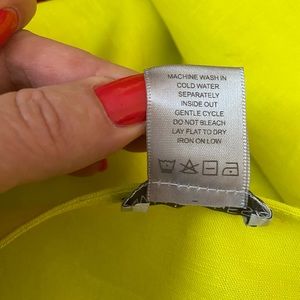 MACHINE WASH IN
COLD WATER
SEPARATELY
INSIDE OUT
GENTLE CYCLE
DO NOT BLEACH
LAY FLAT TO DRY
IRON ON LOW